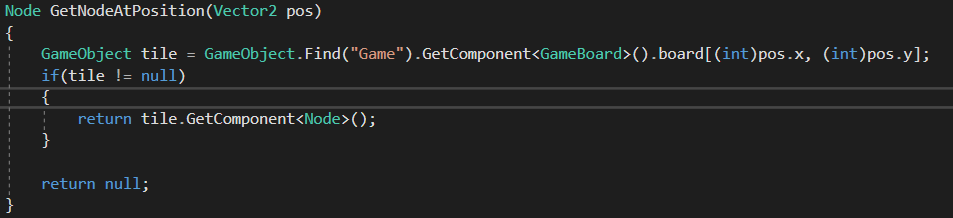 Node GetNodeAtPosition(Vector2 pos)
{
    GameObject tile = GameObject.Find("Game").GetComponent<GameBoard>().board[(int)pos.x, (int)pos.y];
    if(tile != null)
    {
        return tile.GetComponent<Node>();
    }

    return null;
}